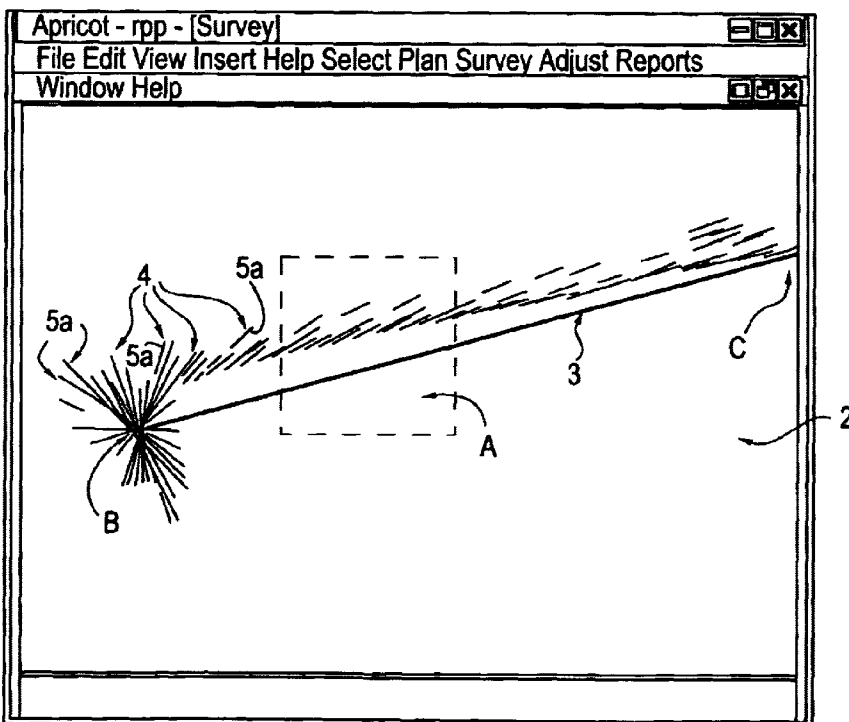 Apricot - rpp - [Survey]
File Edit View Insert Help Select Plan Survey Adjust Reports
Window Help
4
5a
5a
5a
C
3
2
A
B